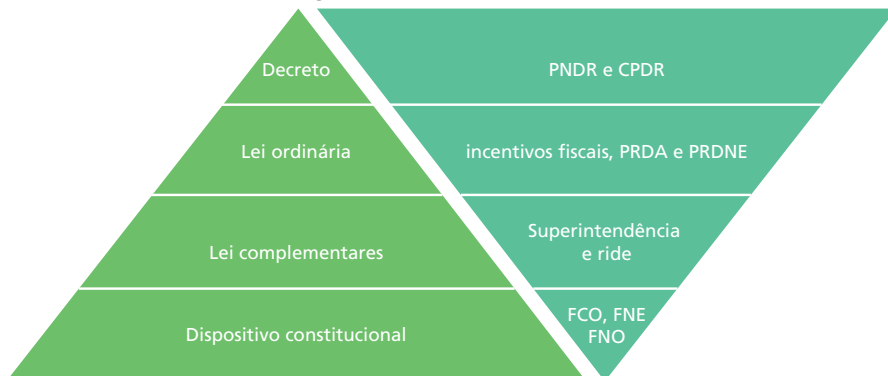 Decreto
PNDR e CPDR
Lei ordinária
incentivos fiscais, PRDA e PRDNE
Lei complementares
Superintendência
e ride
Dispositivo constitucional
FCO, FNE
FNO